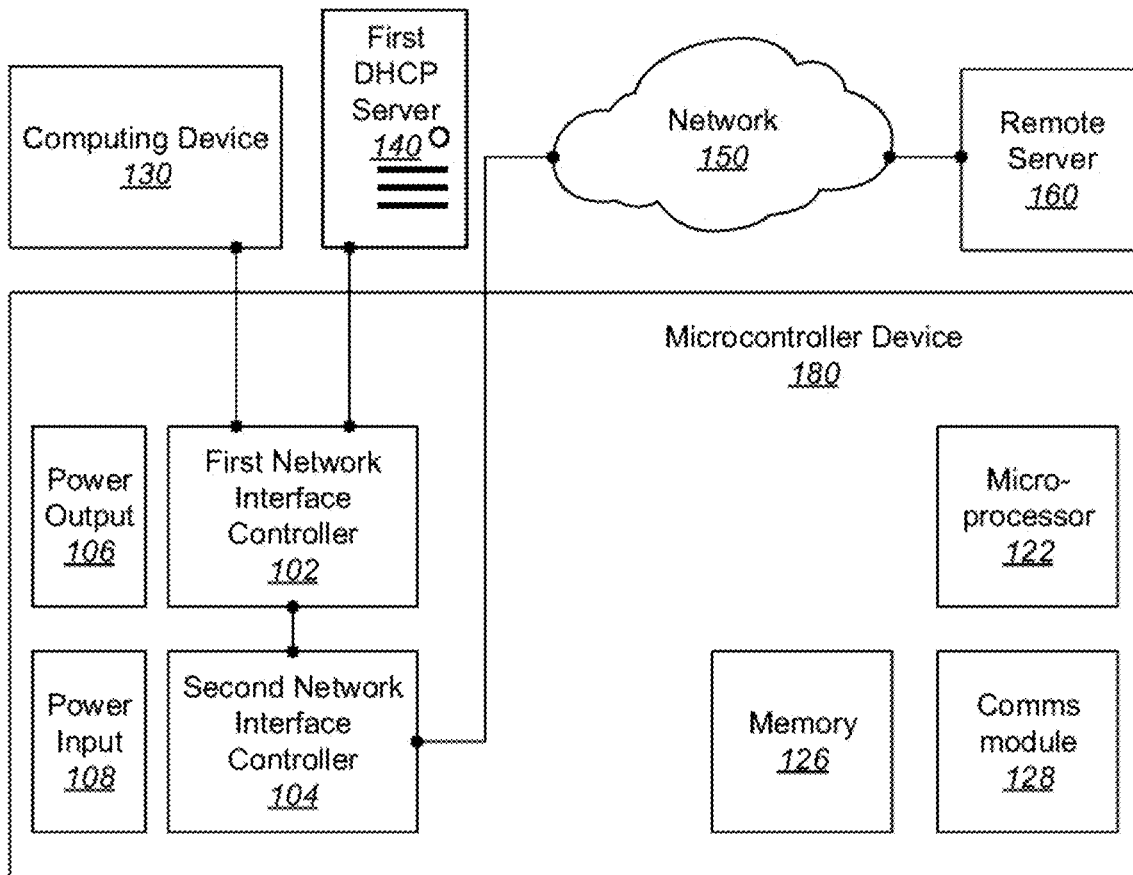 First
DHCP
Server
140
Computing Device
130
Network
150
Remote
Server
160
Microcontroller Device
180
Power
Output
106
First Network
Interface
Controller
102
Micro-
processor
122
Power
Input
108
Second Network
Interface
Controller
104
Memory
126
Comms
module
128